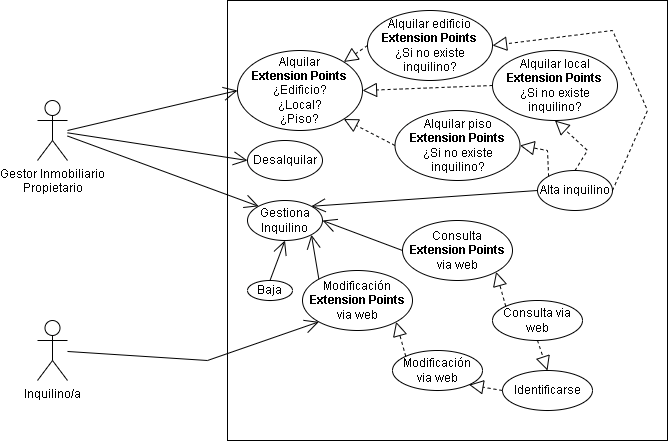 Alquilar edificio
Extension Points
¿Si no existe
inquilino?
Alquilar
Extension Points
¿Edificio?
¿Local?
¿Piso?
Alquilar local
Extension Points
¿Si no existe
inquilino?
Alquilar piso
Extension Points
¿Si no existe
inquilino?
Gestor Inmobiliario
Propietario
Desalquilar
Alta inquilino
Gestiona
Inquilino
Consulta
Extension Points
via web
Baja
Modificación
Extension Points
via web
Consulta via
web
Modificación
via web
Identificarse
Inquilino/a